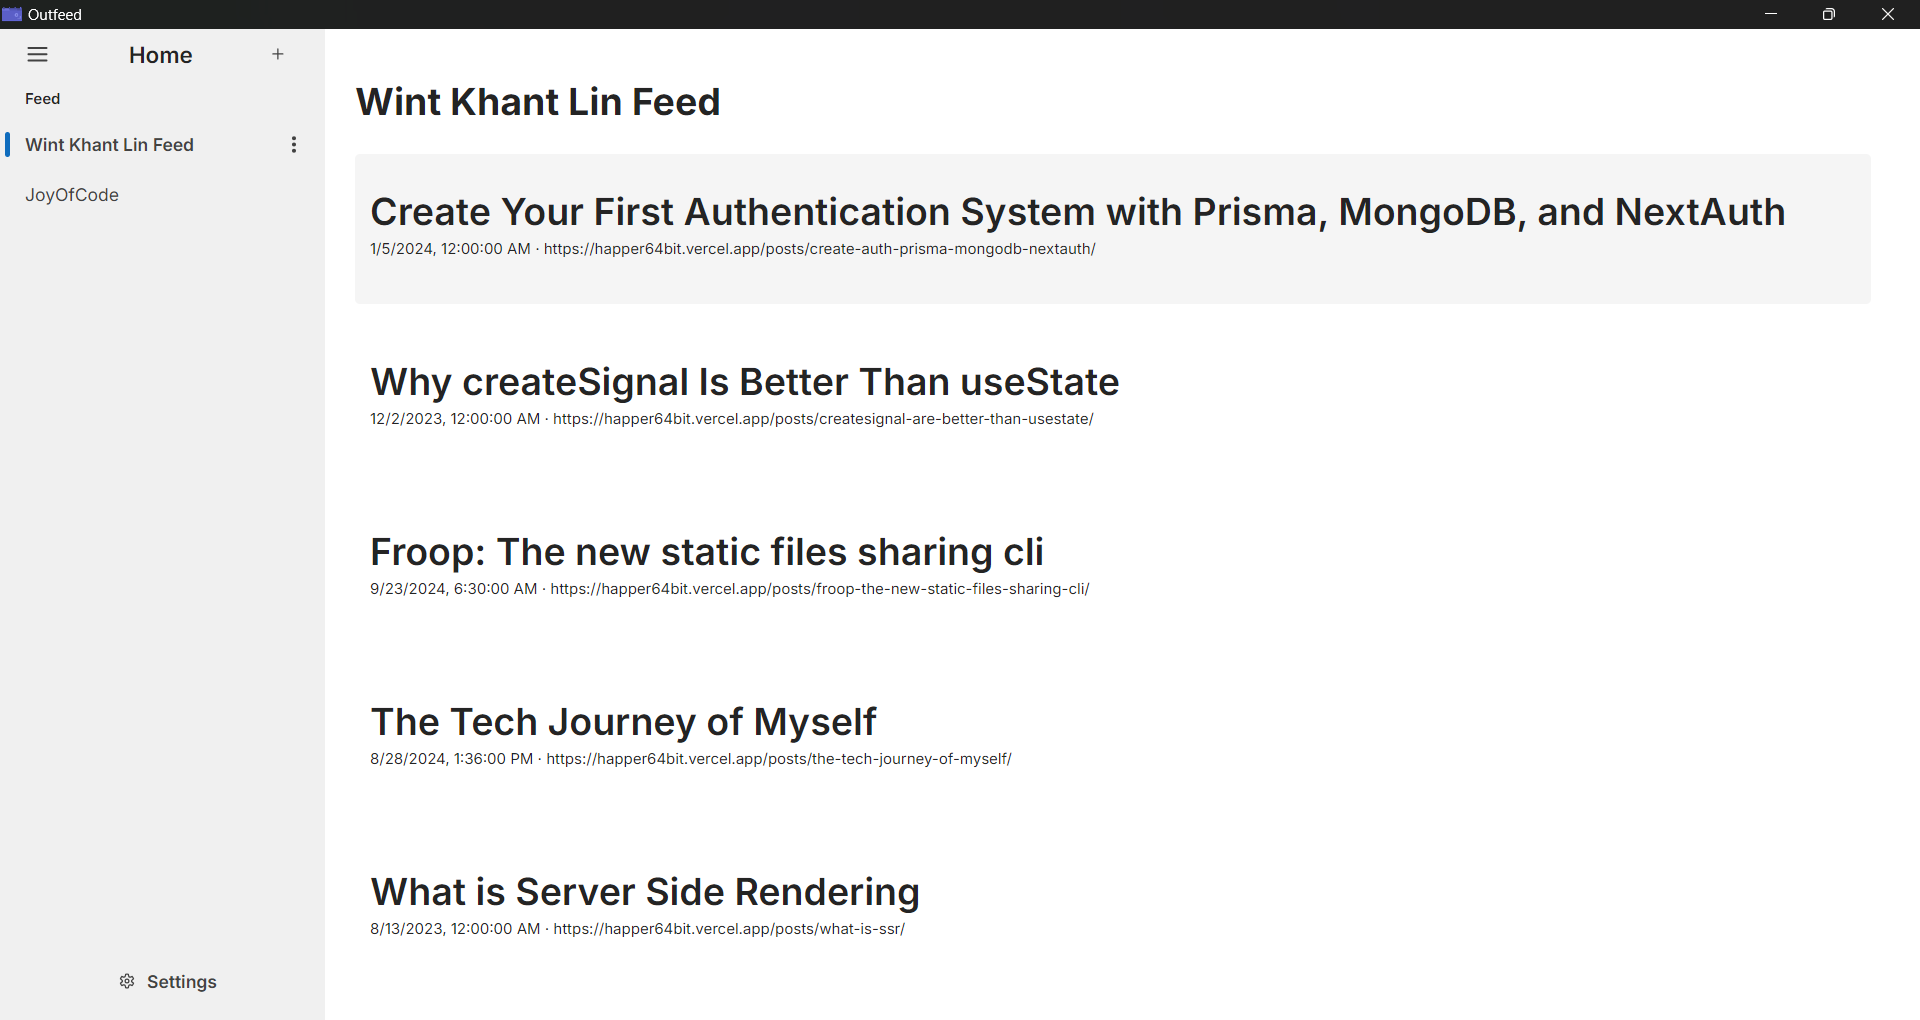 Outfeed
Home
Feed
Wint Khant Lin Feed
JoyOfCode
Settings
Wint Khant Lin Feed
Create Your First Authentication System with Prisma, MongoDB, and NextAuth
1/5/2024, 12:00:00 AM · https://happer64bit.vercel.app/posts/create-auth-prisma-mongodb-nextauth/
Why createSignal Is Better Than useState
12/2/2023, 12:00:00 AM · https://happer64bit.vercel.app/posts/createsignal-are-better-than-usestate/
Froop: The new static files sharing cli
9/23/2024, 6:30:00 AM · https://happer64bit.vercel.app/posts/froop-the-new-static-files-sharing-cli/
The Tech Journey of Myself
8/28/2024, 1:36:00 PM · https://happer64bit.vercel.app/posts/the-tech-journey-of-myself/
What is Server Side Rendering
8/13/2023, 12:00:00 AM · https://happer64bit.vercel.app/posts/what-is-ssr/